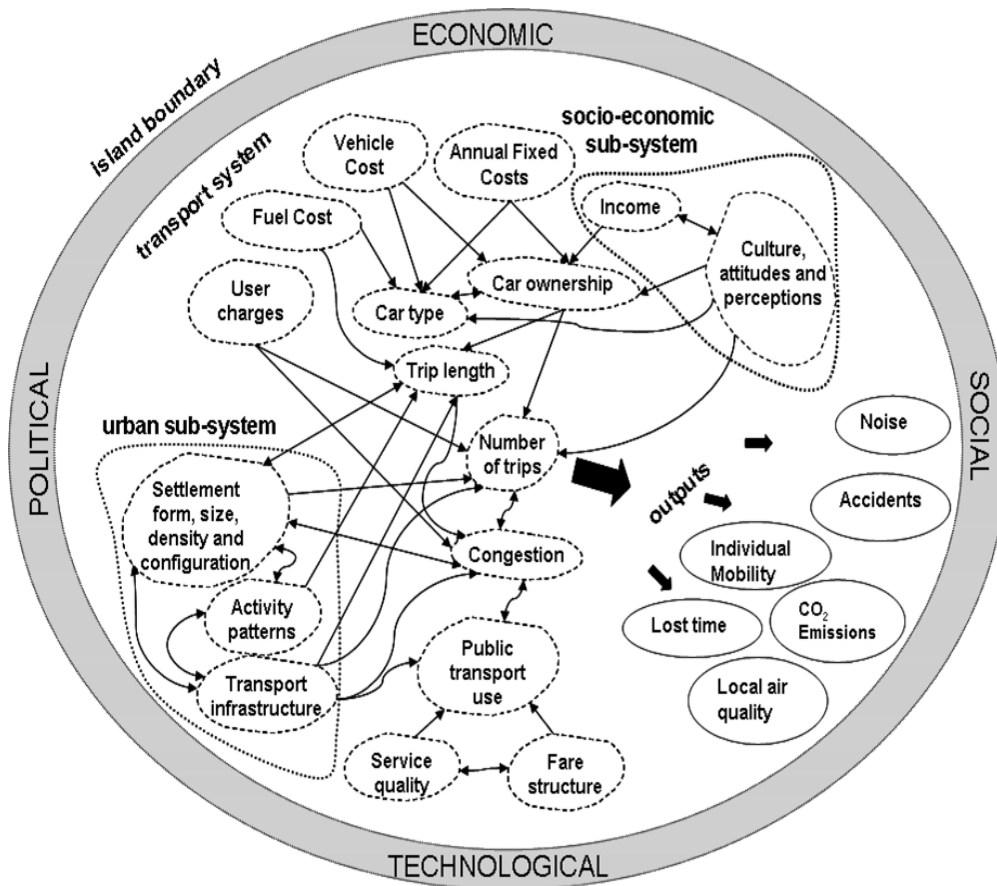 ECONOMIC
island boundary
transport system
socio-economic
sub-system
Vehicle
Cost
Annual Fixed
Costs
Income
Fuel Cost
Culture,
attitudes and
perceptions
User
charges
Car ownership
Car type
Trip length
POLITICAL
SOCIAL
urban sub-system
Number
of trips
Noise
outputs
Settlement
form, size,
density and
configuration
Accidents
Congestion
Individual
Mobility
Activity
patterns
Lost time
CO₂
Emissions
Public
transport
use
Transport
infrastructure
Local air
quality
Service
quality
Fare
structure
TECHNOLOGICAL